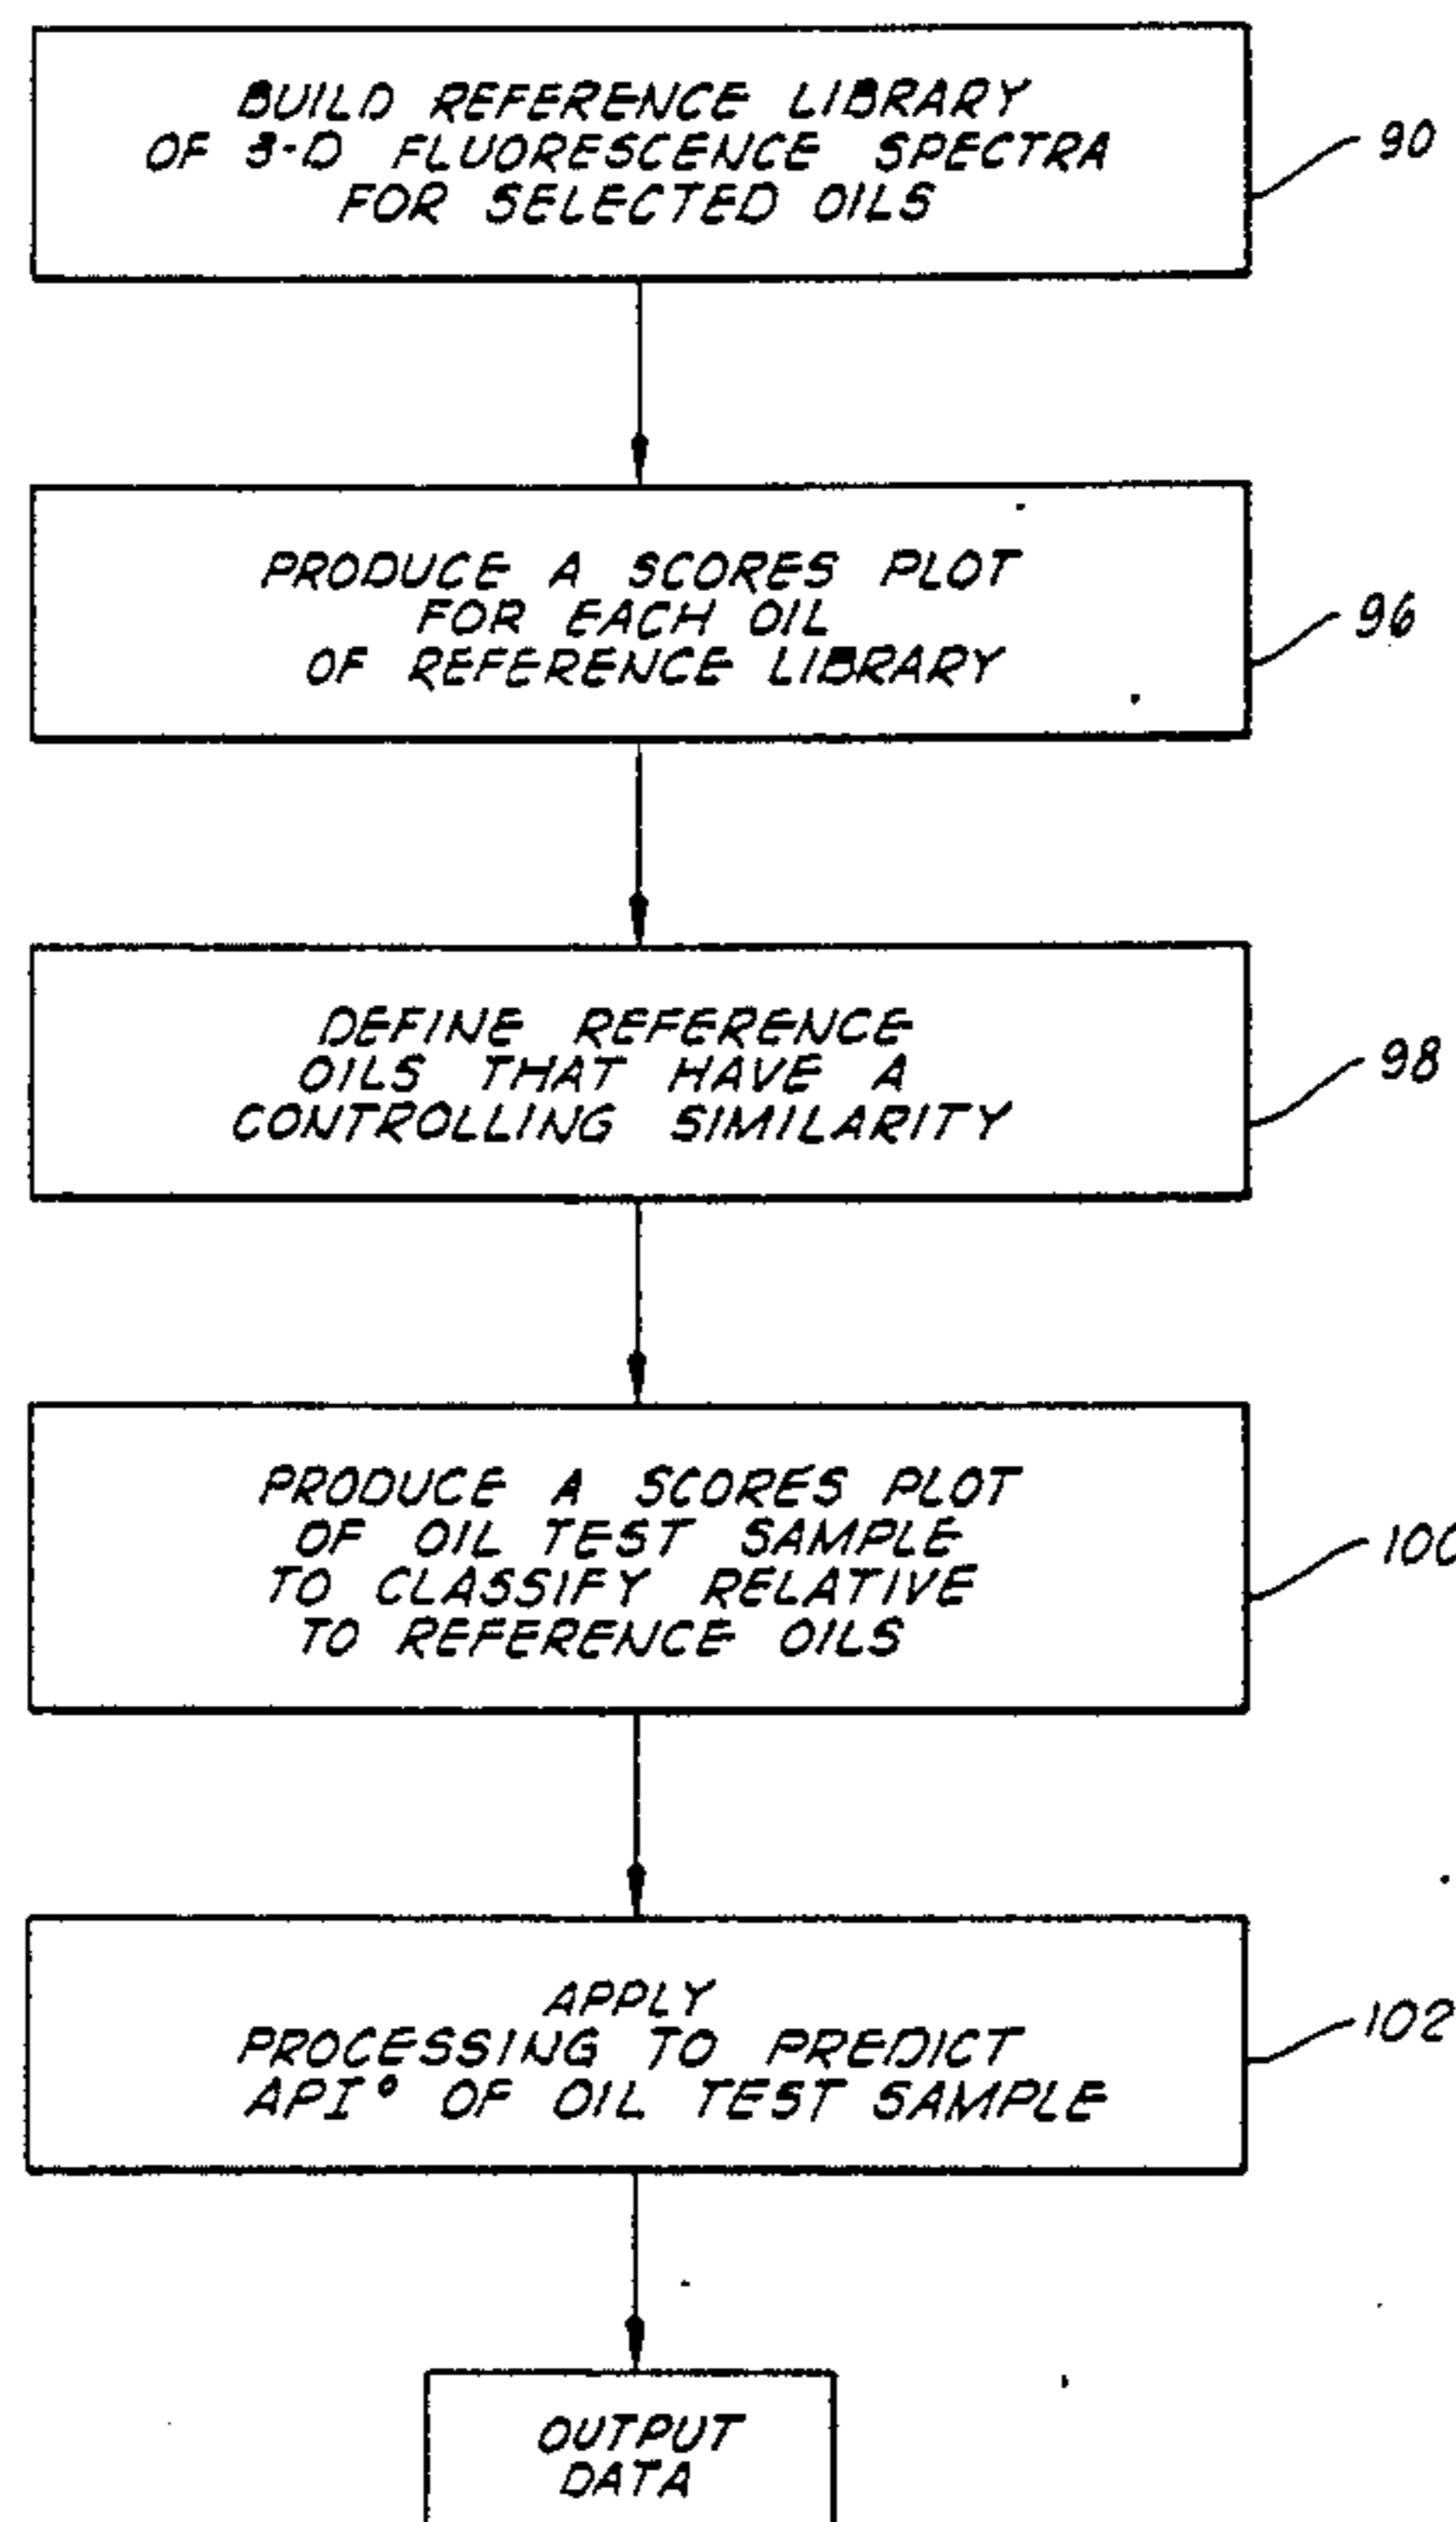 BUILD REFERENCE LIBRARY
OF 3-D FLUORESCENCE SPECTRA
FOR SELECTED OILS
90
PRODUCE A SCORES PLOT
FOR EACH OIL
OF REFERENCE LIBRARY
96
DEFINE REFERENCE
OILS THAT HAVE A
CONTROLLING SIMILARITY
98
PRODUCE A SCORES PLOT
OF OIL TEST SAMPLE
TO CLASSIFY RELATIVE
TO REFERENCE OILS
100
APPLY
PROCESSING TO PREDICT
API° OF OIL TEST SAMPLE
102
OUTPUT
DATA